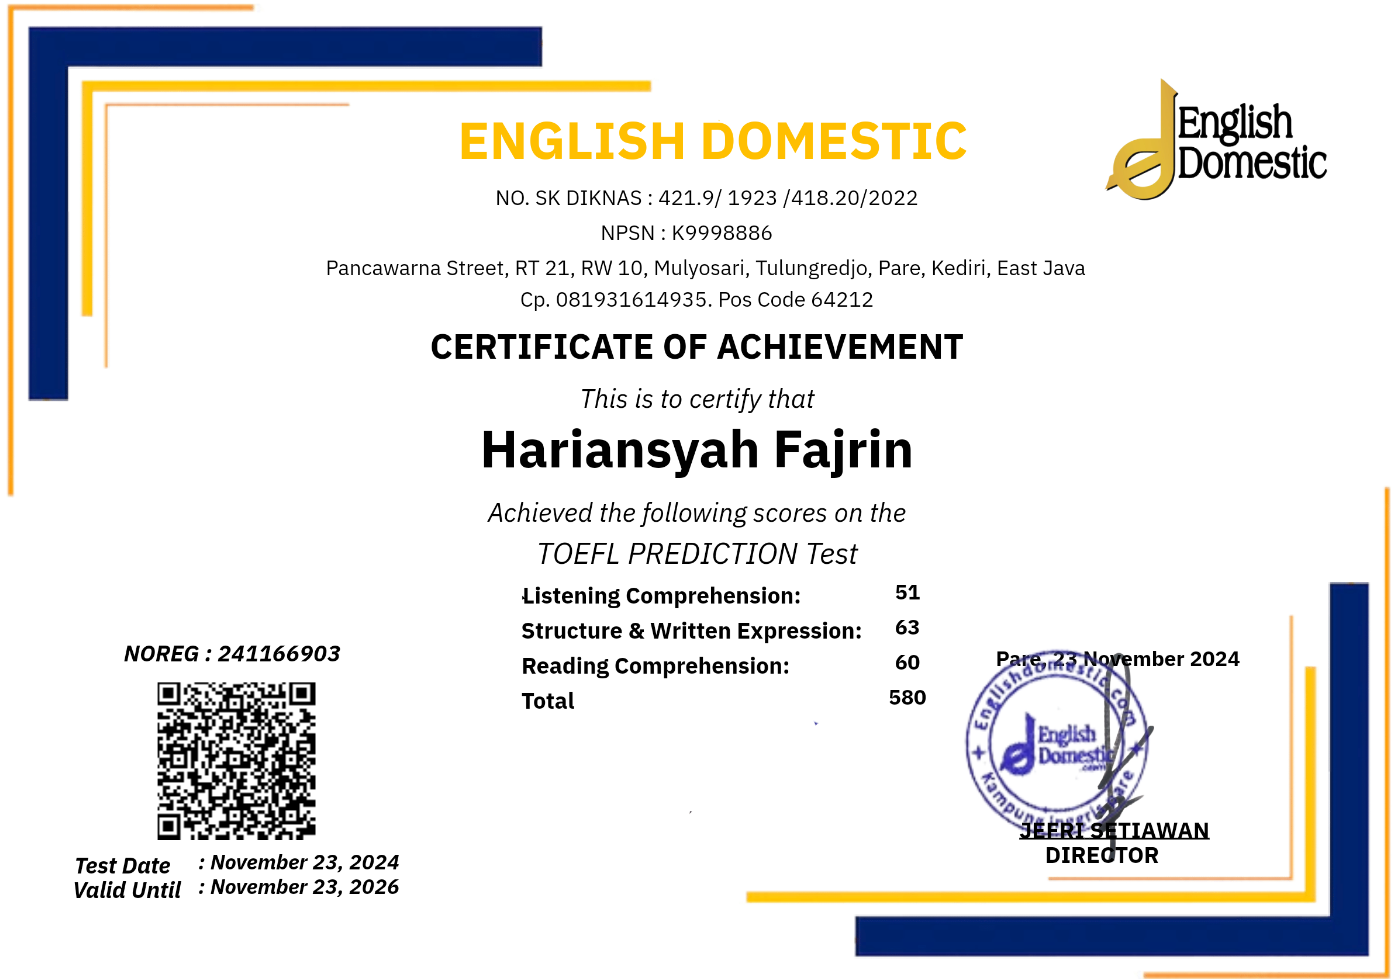 ENGLISH DOMESTIC
English
Domestic
NO. SK DIKNAS : 421.9/ 1923 /418.20/2022
NPSN : K9998886
Pancawarna Street, RT 21, RW 10, Mulyosari, Tulungredjo, Pare, Kediri, East Java
Cp. 081931614935. Pos Code 64212
CERTIFICATE OF ACHIEVEMENT
This is to certify that
Hariansyah Fajrin
Achieved the following scores on the
TOEFL PREDICTION Test
Listening Comprehension: 51
Structure & Written Expression: 63
Reading Comprehension: 60
Total 580
NOREG : 241166903
Test Date : November 23, 2024
Valid Until : November 23, 2026
Pare, 23 November 2024
Englishdomestic.com
English
Domestic
.com
Kampung Inggris Pare
JEFRI SETIAWAN
DIRECTOR